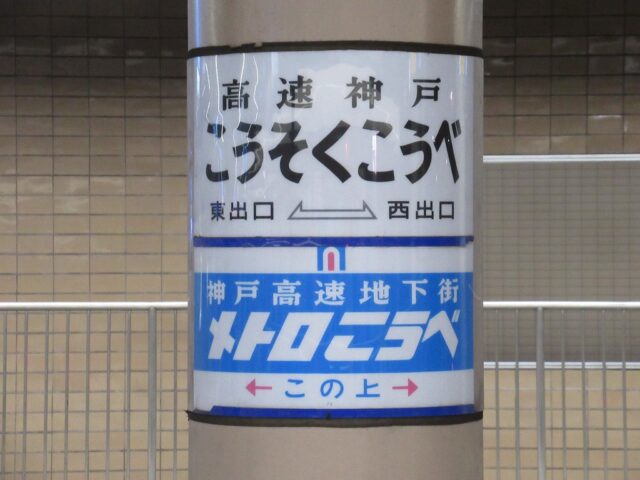 高速神戸
こうそくこうべ
東出口 西出口
神戸高速地下街
メトロこうべ
←この上→